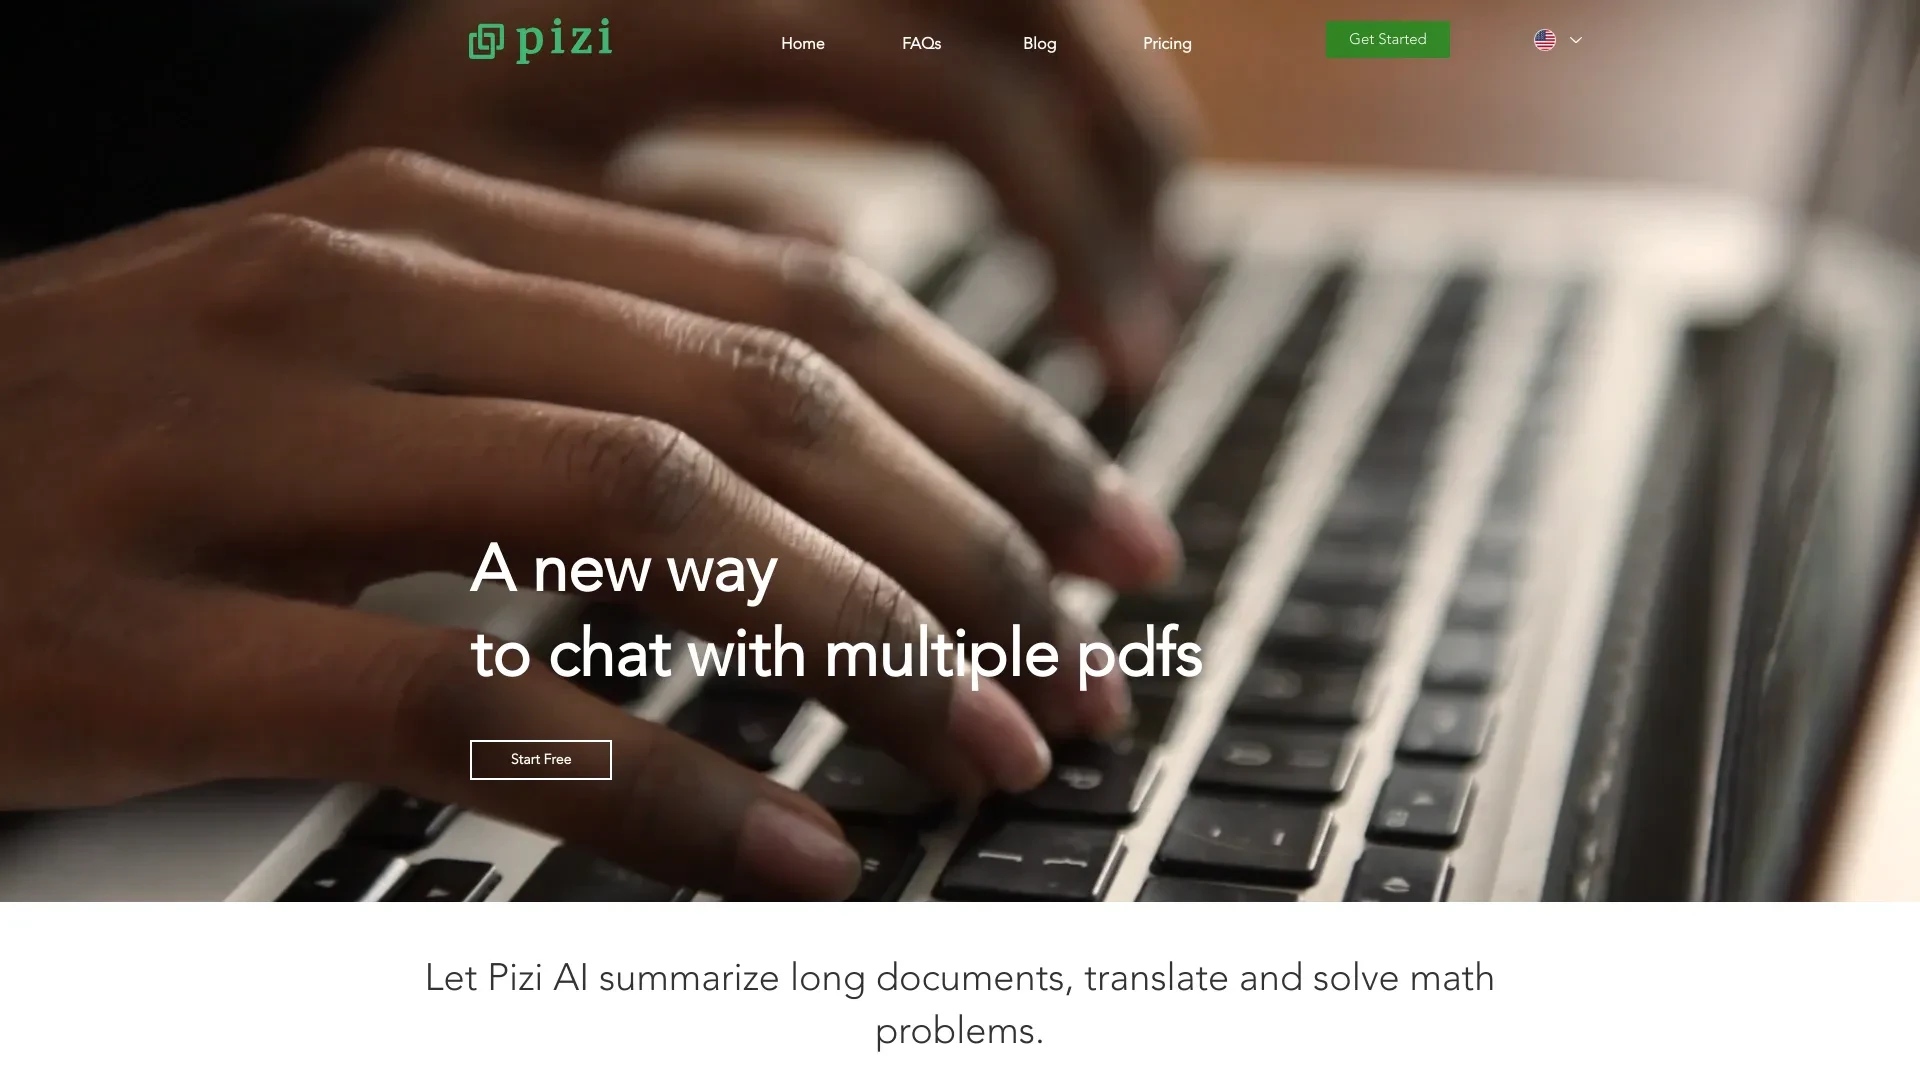 pizi
Home
FAQs
Blog
Pricing
Get Started
A new way
to chat with multiple pdfs
Start Free
Let Pizi AI summarize long documents, translate and solve math
problems.